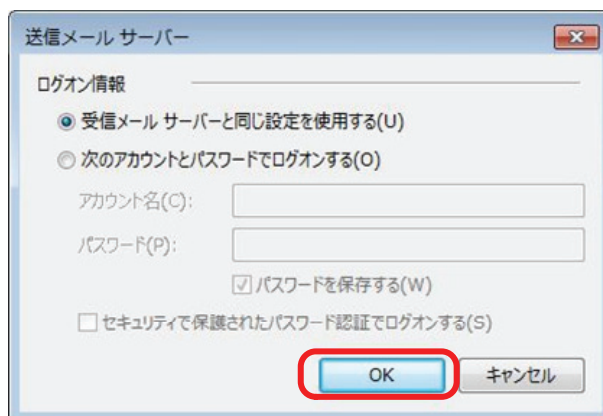 送信メール サーバー
ログオン情報
受信メール サーバーと同じ設定を使用する(U)
次のアカウントとパスワードでログオンする(O)
アカウント名(C):
パスワード(P):
パスワードを保存する(W)
セキュリティで保護されたパスワード認証でログオンする(S)
OK キャンセル